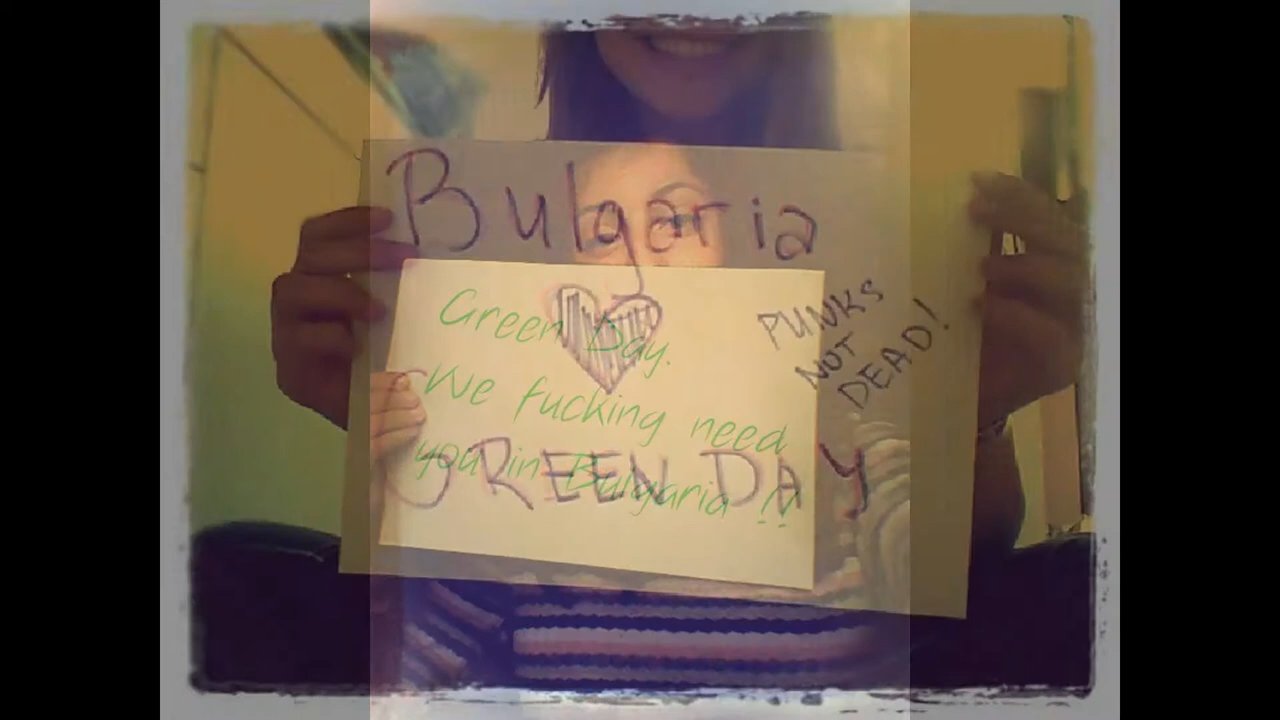 Bulgaria
PUNKS
NOT
DEAD!
GREEN DAY
Green Day.
We fucking need
you in Bulgaria !!